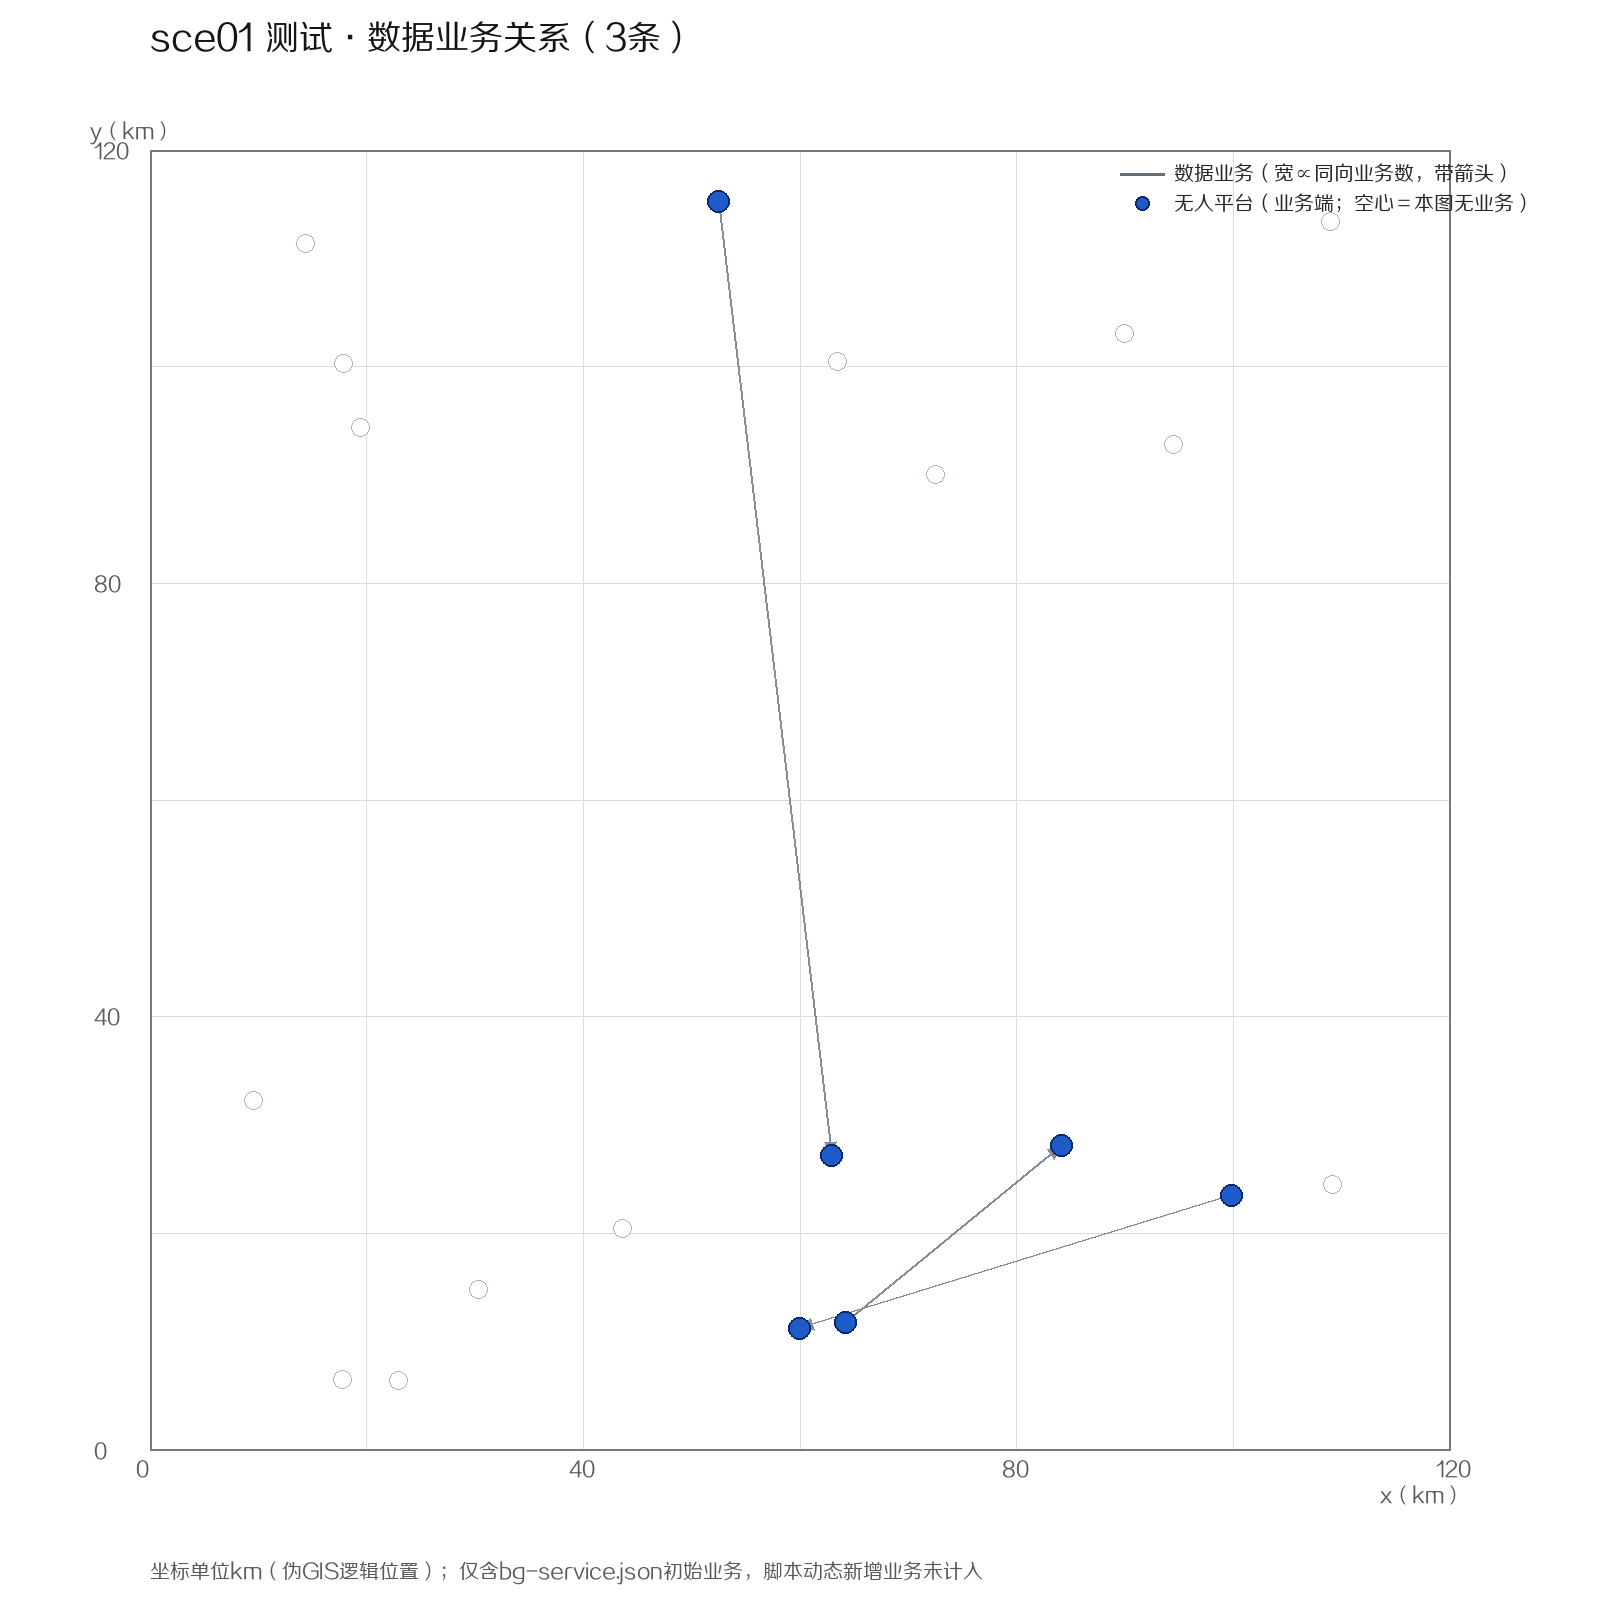 sce01 测试 · 数据业务关系（3条）
y（km）
120
数据业务（宽∝同向业务数，带箭头）
无人平台（业务端；空心＝本图无业务）
80
40
0
0
40
80
120
x（km）
坐标单位km（伪GIS逻辑位置）；仅含bg-service.json初始业务，脚本动态新增业务未计入